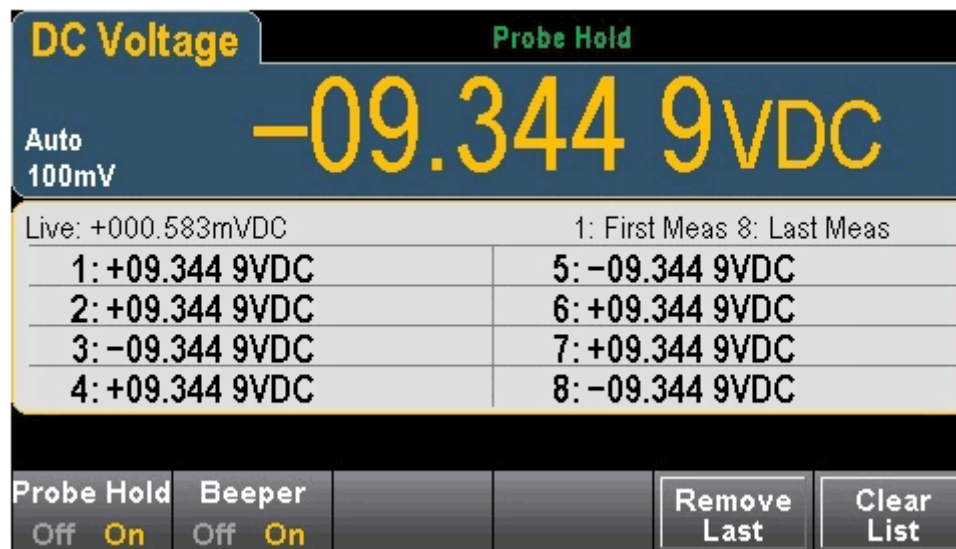 DC Voltage
Probe Hold
Auto
100mV
−09.344 9VDC
Live: +000.583mVDC
1: First Meas 8: Last Meas
1: +09.344 9VDC
2: +09.344 9VDC
3: −09.344 9VDC
4: +09.344 9VDC
5: −09.344 9VDC
6: +09.344 9VDC
7: +09.344 9VDC
8: −09.344 9VDC
Probe Hold
Off On
Beeper
Off On
Remove
Last
Clear
List